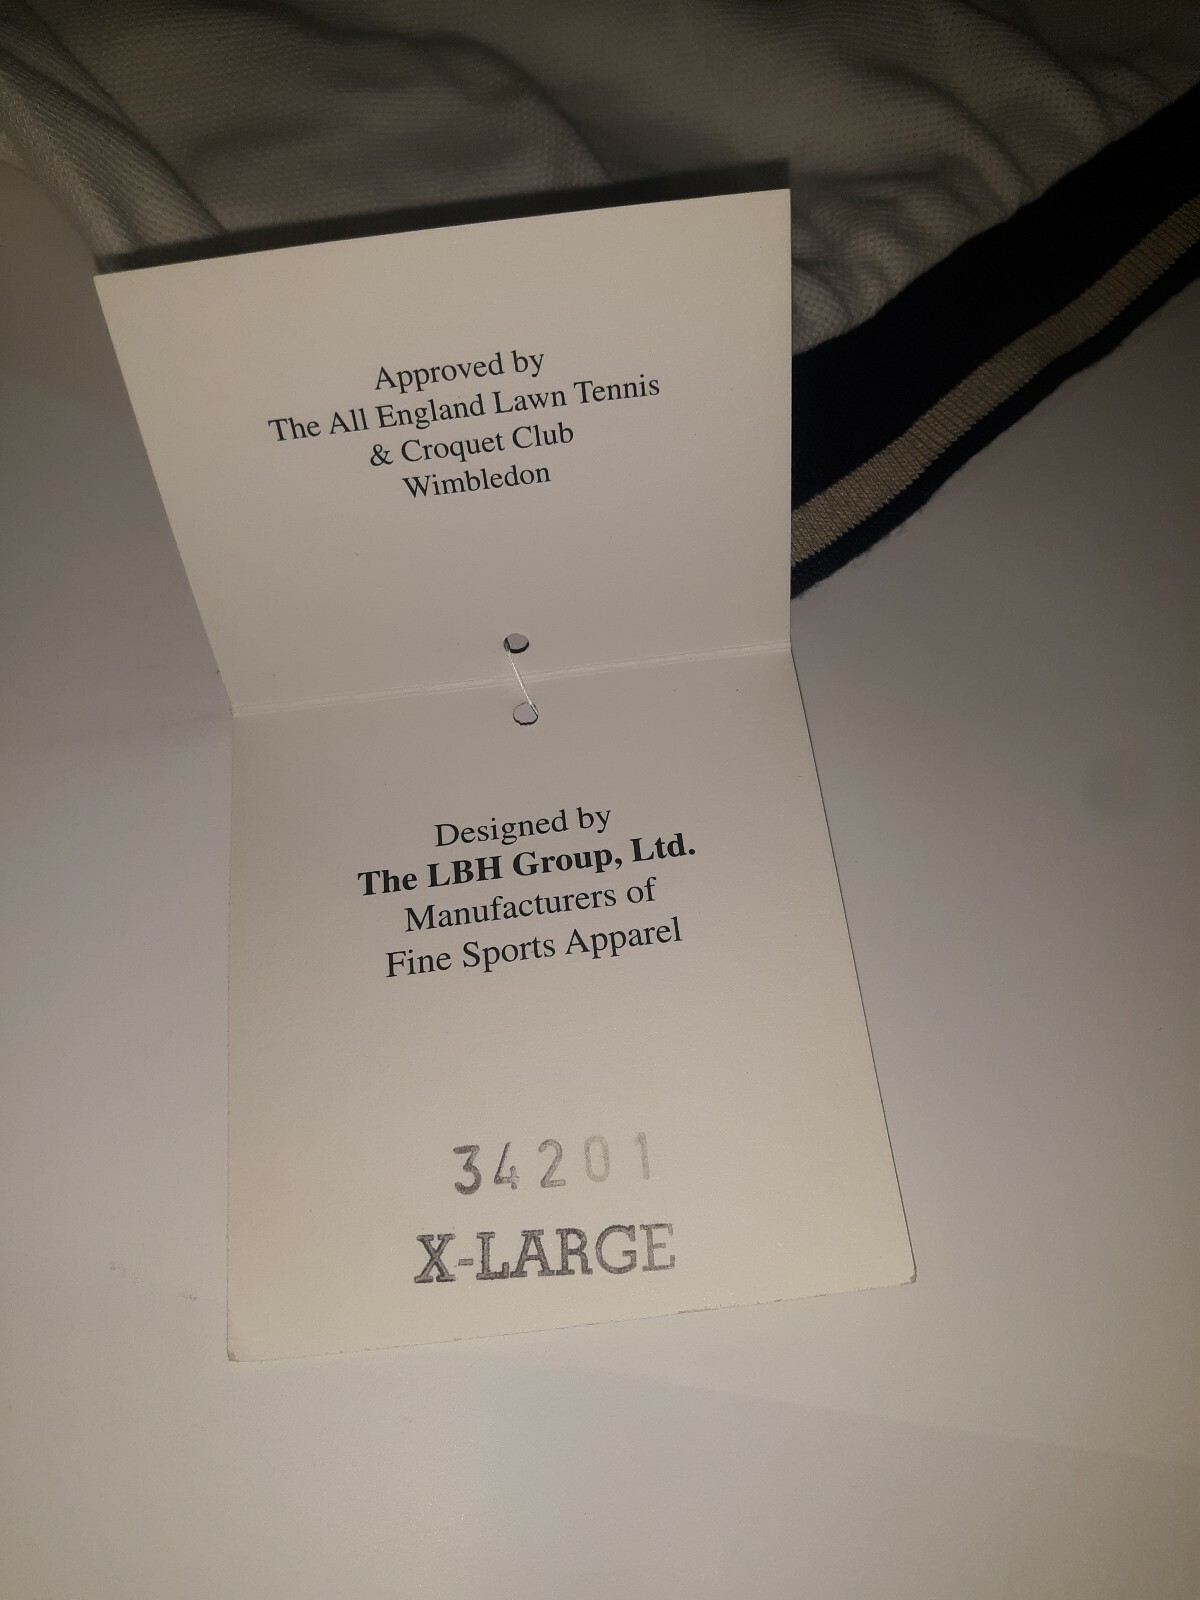 Approved by
The All England Lawn Tennis
& Croquet Club
Wimbledon
Designed by
The LBH Group, Ltd.
Manufacturers of
Fine Sports Apparel
34201
X-LARGE